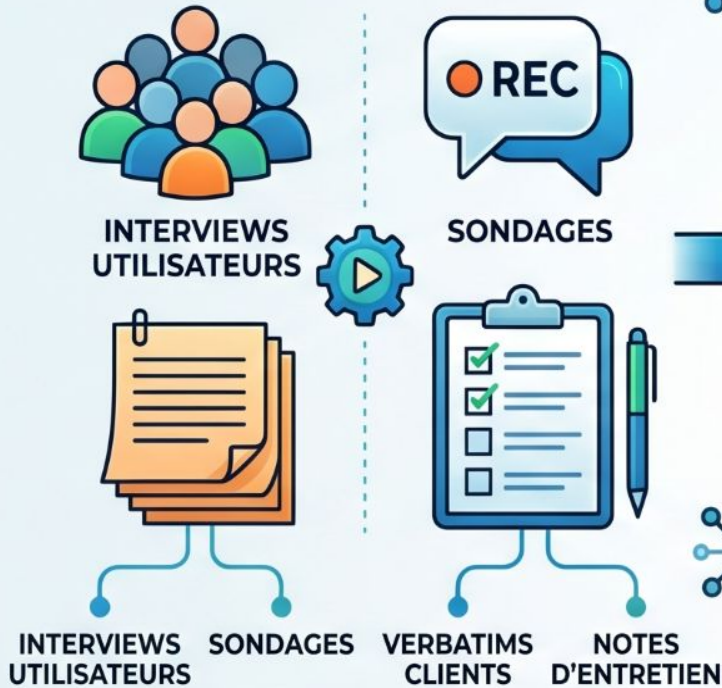 REC
INTERVIEWS
UTILISATEURS
SONDAGES
INTERVIEWS
UTILISATEURS
SONDAGES
VERBATIMS
CLIENTS
NOTES
D'ENTRETIEN